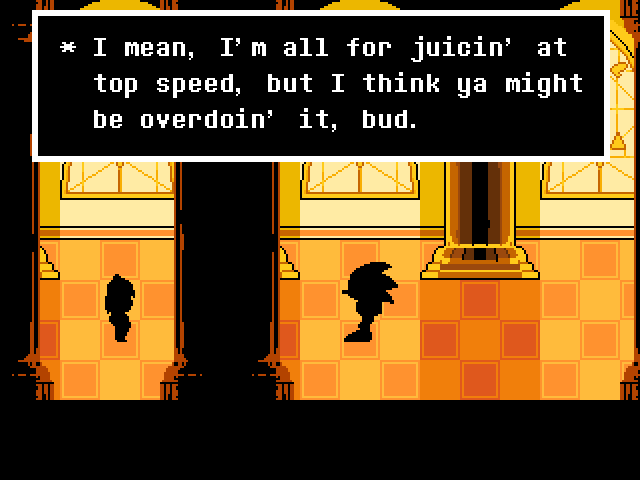 * I mean, I'm all for juicin' at
top speed, but I think ya might
be overdoin' it, bud.